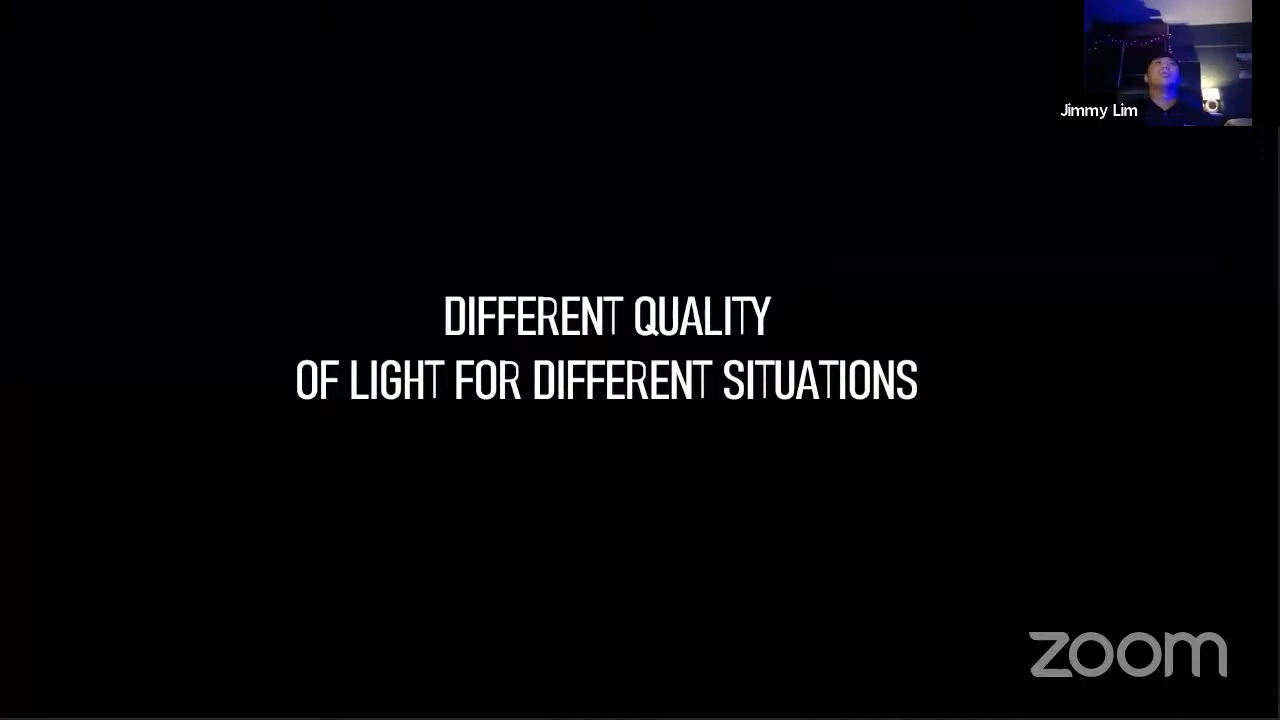 Jimmy Lim
DIFFERENT QUALITY
OF LIGHT FOR DIFFERENT SITUATIONS
zoom